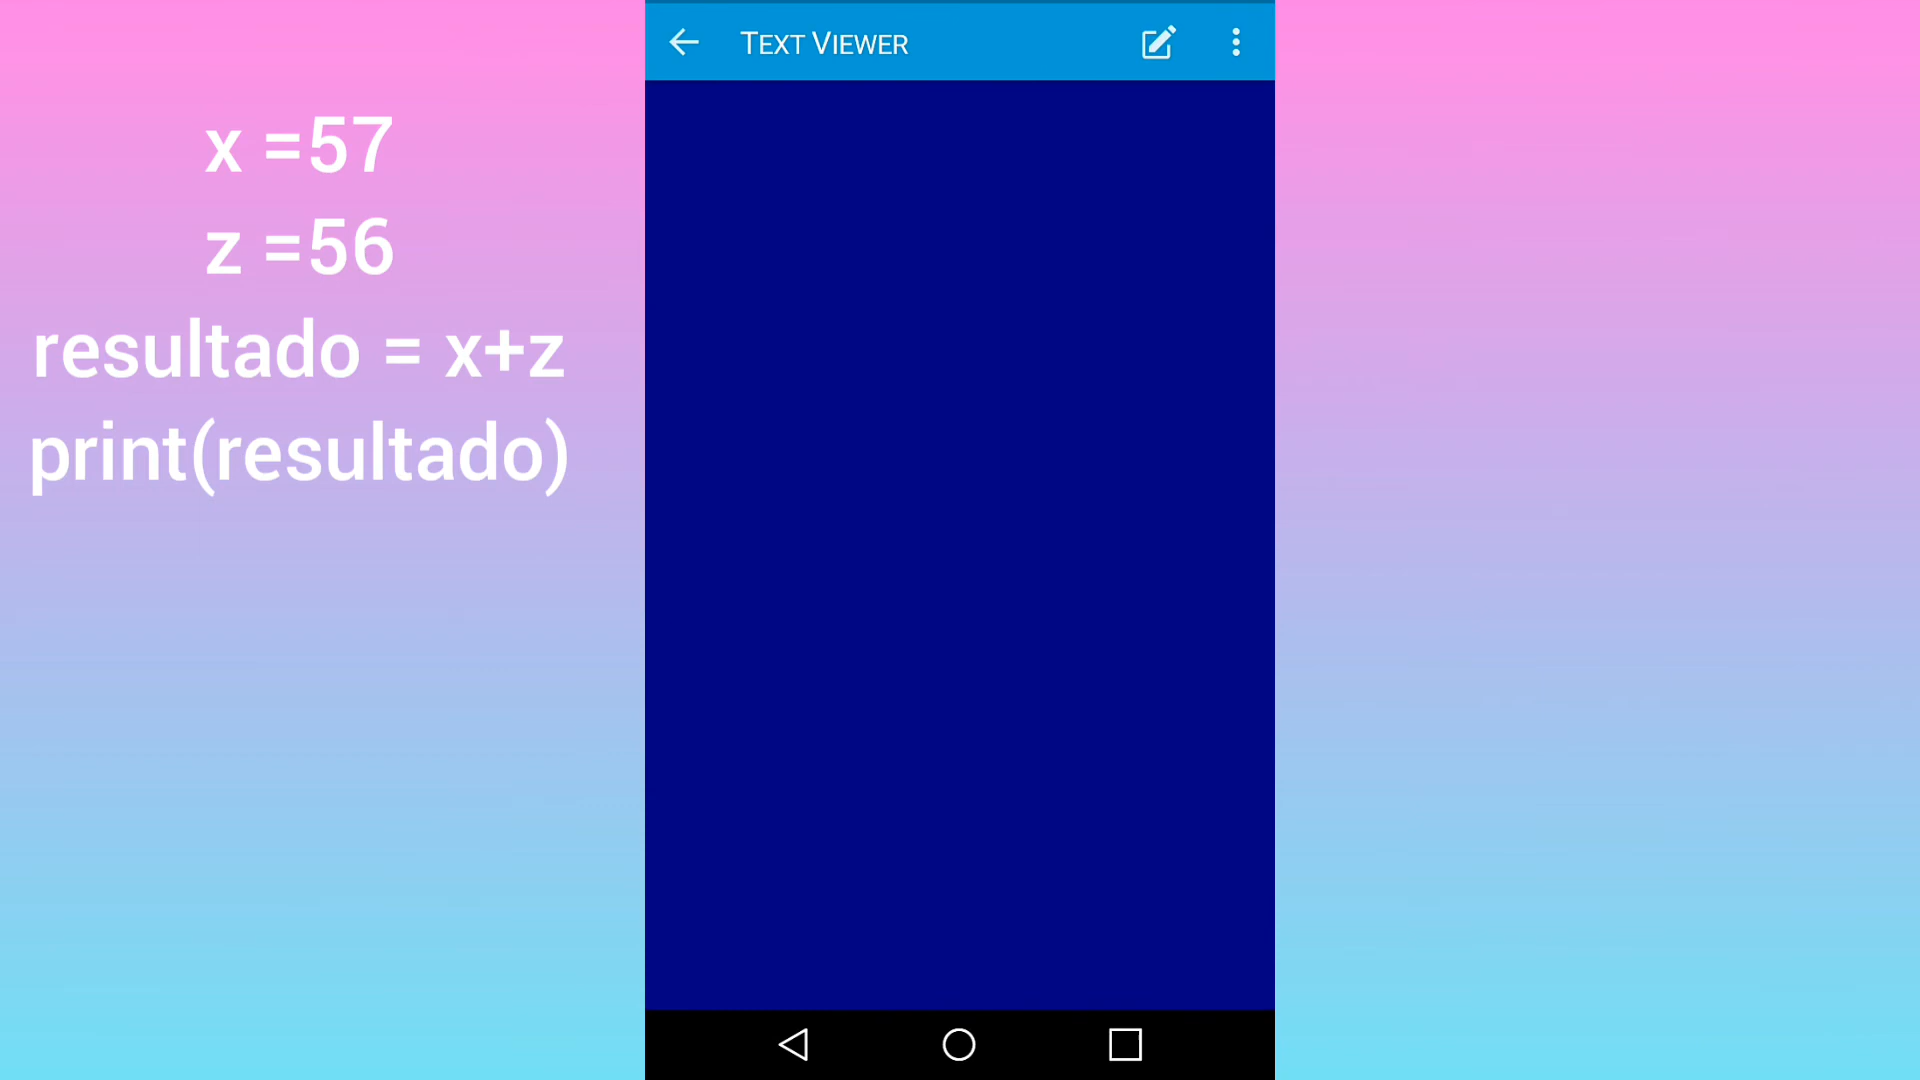 x =57
z =56
resultado = x+z
print(resultado)
TEXT VIEWER